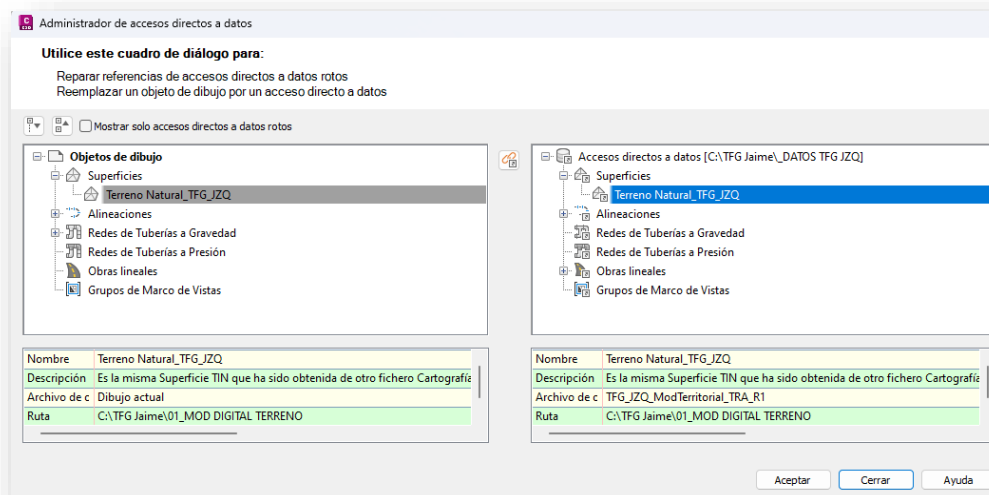 Administrador de accesos directos a datos
Utilice este cuadro de diálogo para:
Reparar referencias de accesos directos a datos rotos
Reemplazar un objeto de dibujo por un acceso directo a datos
Mostrar solo accesos directos a datos rotos
Objetos de dibujo
Superficies
Terreno Natural_TFG_JZQ
Alineaciones
Redes de Tuberías a Gravedad
Redes de Tuberías a Presión
Obras lineales
Grupos de Marco de Vistas
Accesos directos a datos [C:\TFG Jaime\_DATOS TFG JZQ]
Superficies
Terreno Natural_TFG_JZQ
Alineaciones
Redes de Tuberías a Gravedad
Redes de Tuberías a Presión
Obras lineales
Grupos de Marco de Vistas
Nombre Terreno Natural_TFG_JZQ
Descripción Es la misma Superficie TIN que ha sido obtenida de otro fichero Cartografía
Archivo de c Dibujo actual
Ruta C:\TFG Jaime\01_MOD DIGITAL TERRENO
Nombre Terreno Natural_TFG_JZQ
Descripción Es la misma Superficie TIN que ha sido obtenida de otro fichero Cartografía
Archivo de c TFG_JZQ_ModTerritorial_TRA_R1
Ruta C:\TFG Jaime\01_MOD DIGITAL TERRENO
Aceptar Cerrar Ayuda